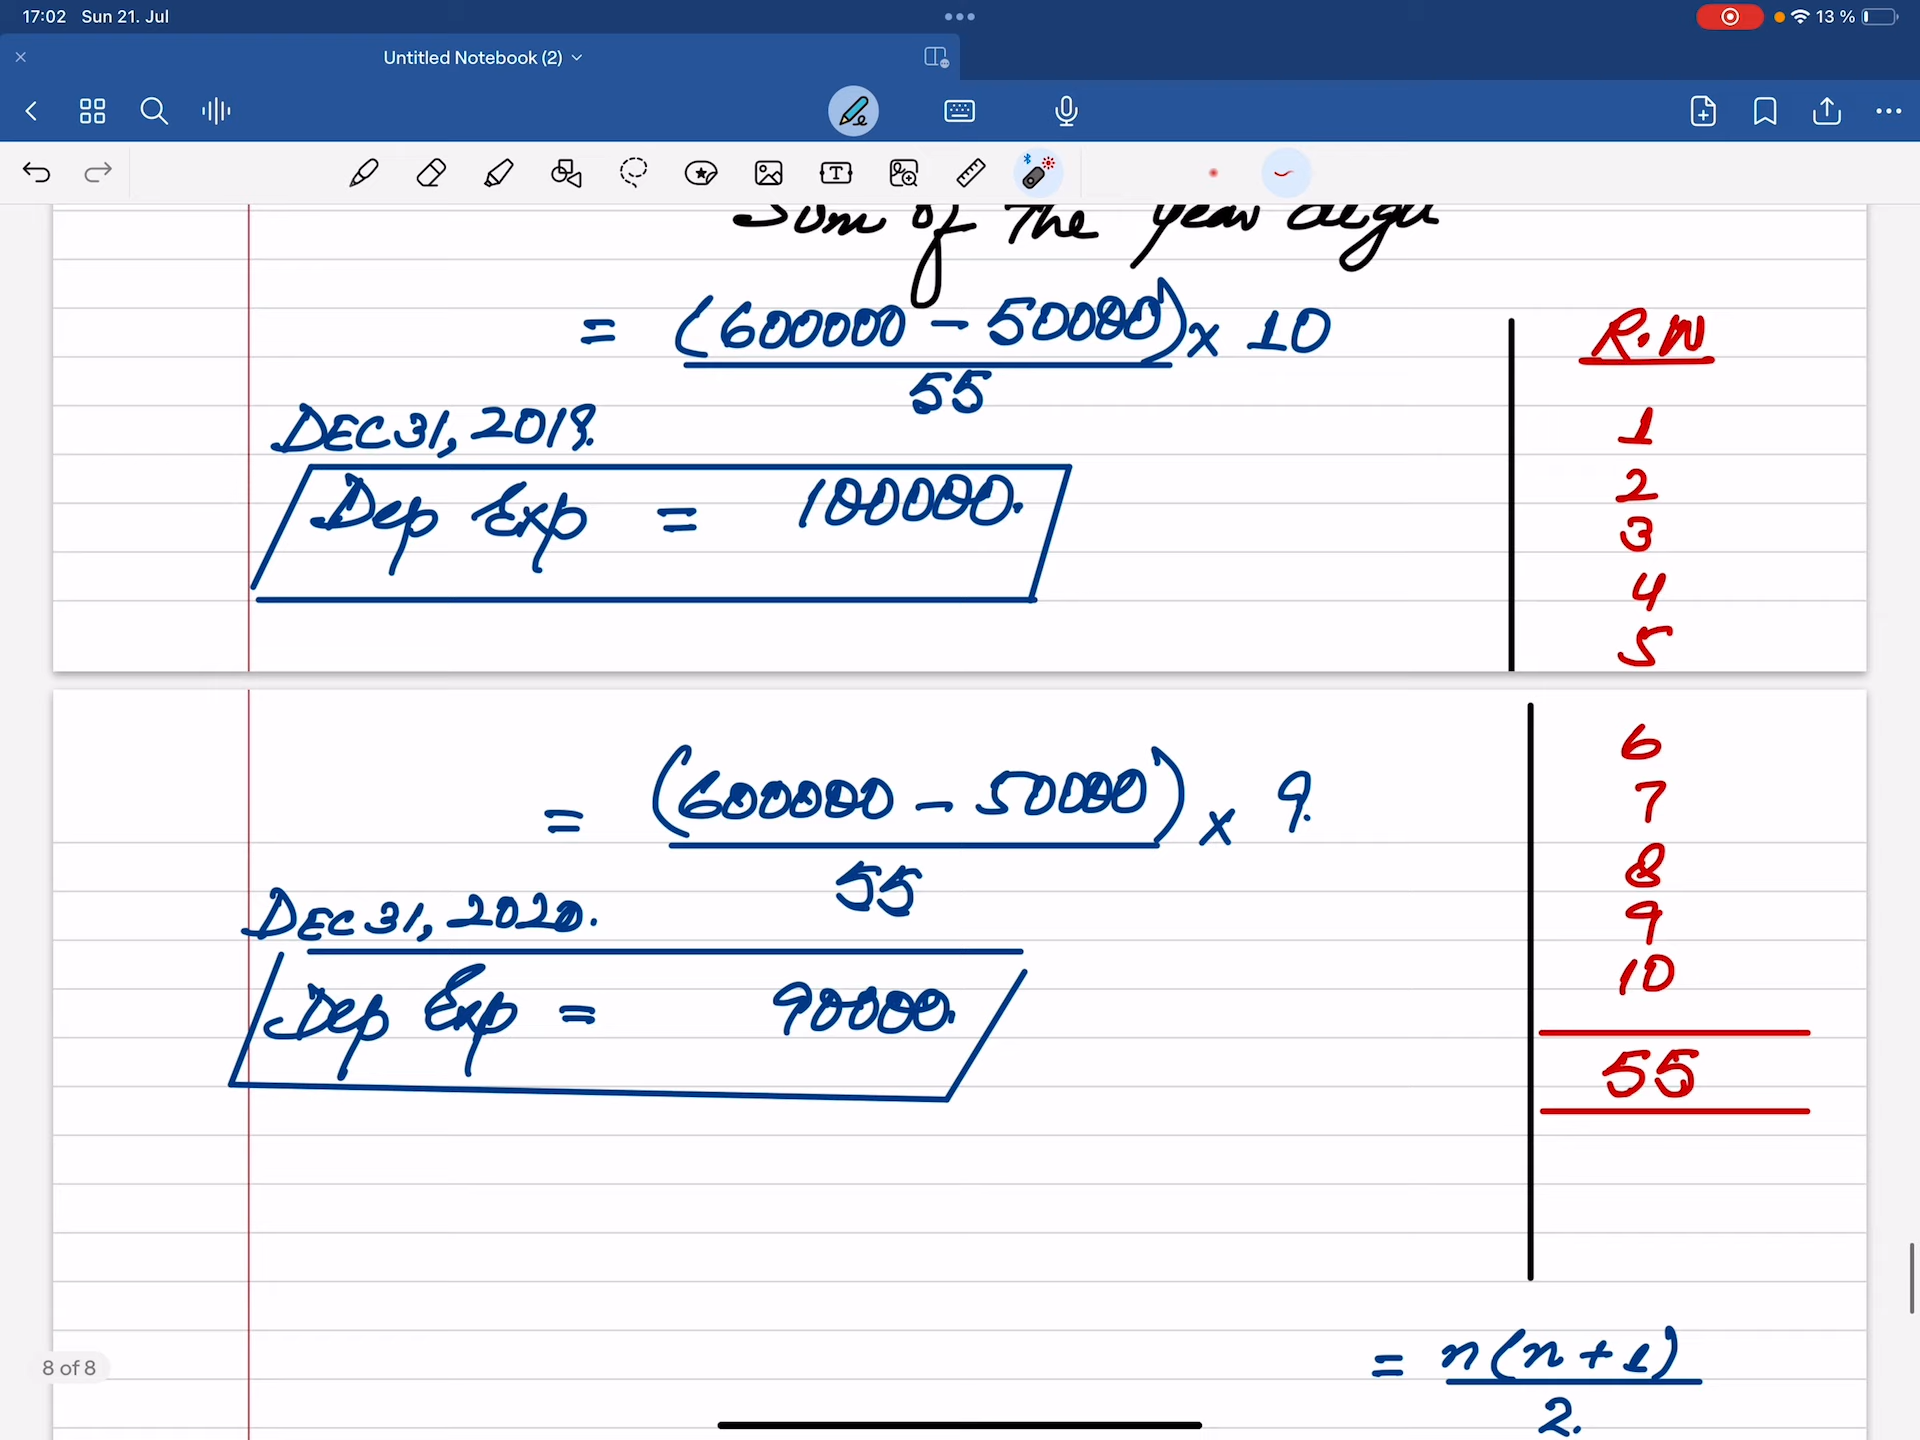 17:02 Sun 21. Jul
13 %
Untitled Notebook (2)
Sum of The year digit
= (600000 - 50000) x 10
55
DEC 31, 2019.
Dep Exp = 100000.
R.W
1
2
3
4
5
= (600000 - 50000) x 9.
55
DEC 31, 2020.
Dep Exp = 90000.
6
7
8
9
10
55
8 of 8
= n(n+1)
2.